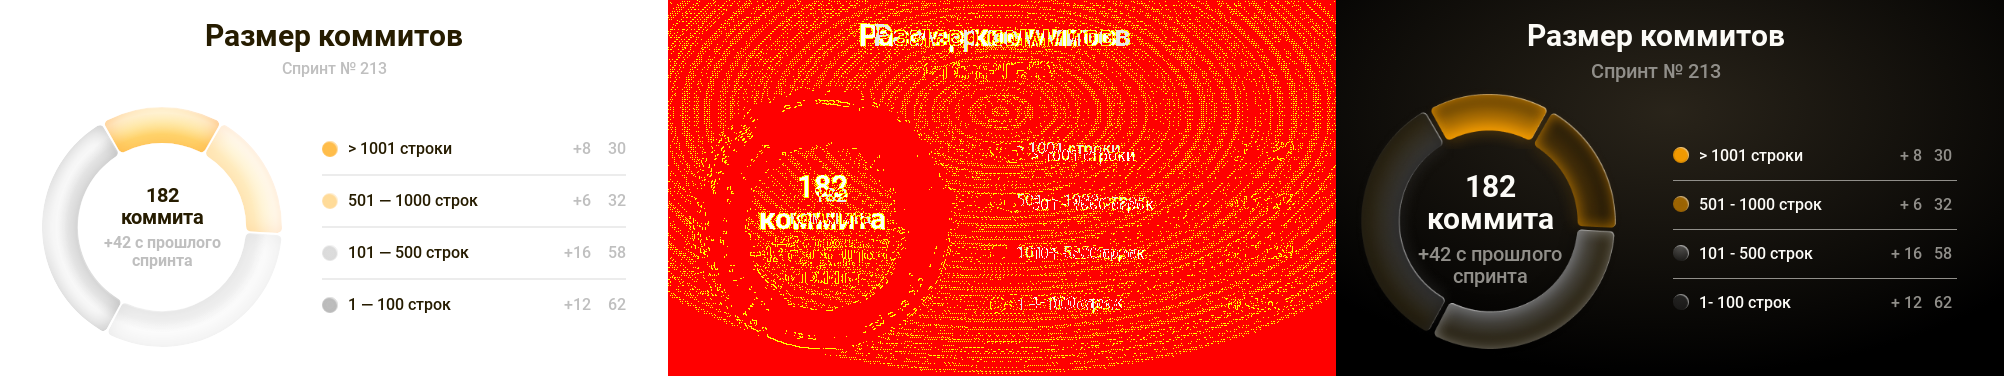 Размер коммитов
Спринт № 213
182
коммита
+42 с прошлого
спринта
> 1001 строки +8 30
501 — 1000 строк +6 32
101 — 500 строк +16 58
1 — 100 строк +12 62
182
коммита
Размер коммитов
Спринт № 213
182
коммита
+42 с прошлого
спринта
> 1001 строки + 8 30
501 - 1000 строк + 6 32
101 - 500 строк + 16 58
1- 100 строк + 12 62